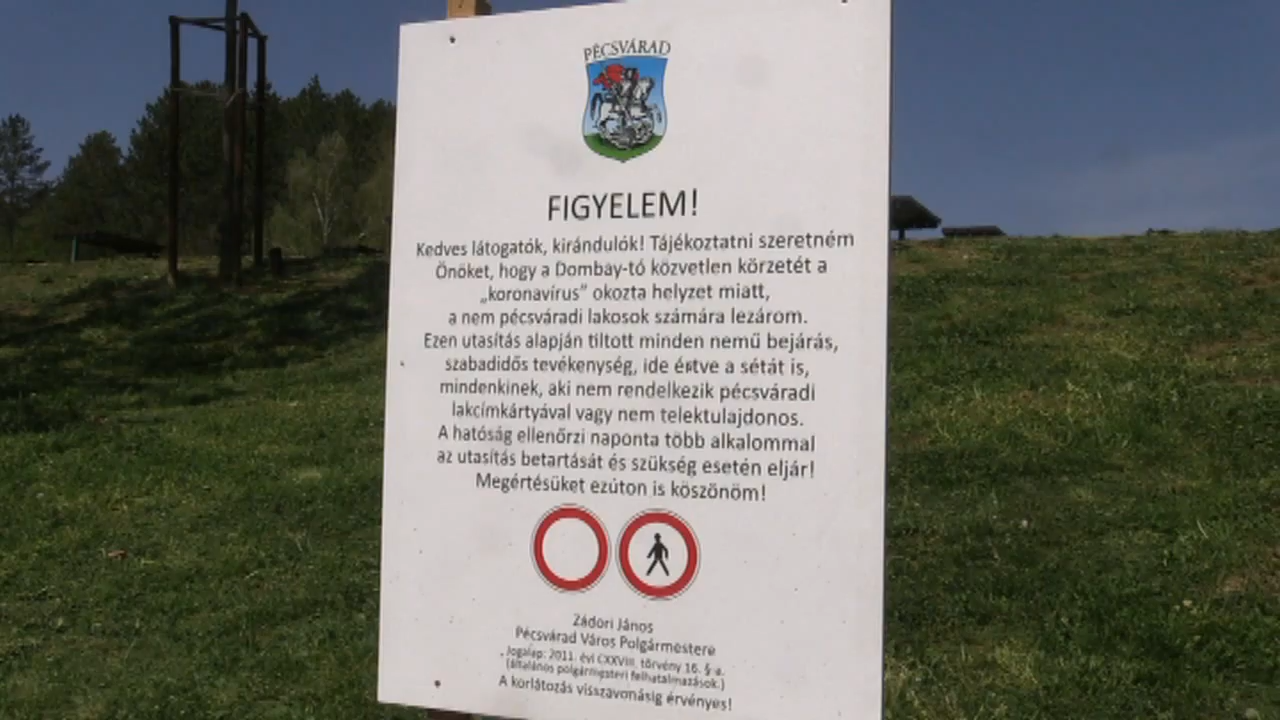 PÉCSVÁRAD
FIGYELEM!
Kedves látogatók, kirándulók! Tájékoztatni szeretném
Önöket, hogy a Dombay-tó közvetlen körzetét a
„koronavírus” okozta helyzet miatt,
a nem pécsváradi lakosok számára lezárom.
Ezen utasítás alapján tiltott minden nemű bejárás,
szabadidős tevékenység, ide értve a sétát is,
mindenkinek, aki nem rendelkezik pécsváradi
lakcímkártyával vagy nem telektulajdonos.
A hatóság ellenőrzi naponta több alkalommal
az utasítás betartását és szükség esetén eljár!
Megértésüket ezúton is köszönöm!
Zádori János
Pécsvárad Város Polgármestere
Jogalap: 2011. évi CXXVIII. törvény 16. §-a.
(általános polgármesteri felhatalmazások.)
A korlátozás visszavonásig érvényes!